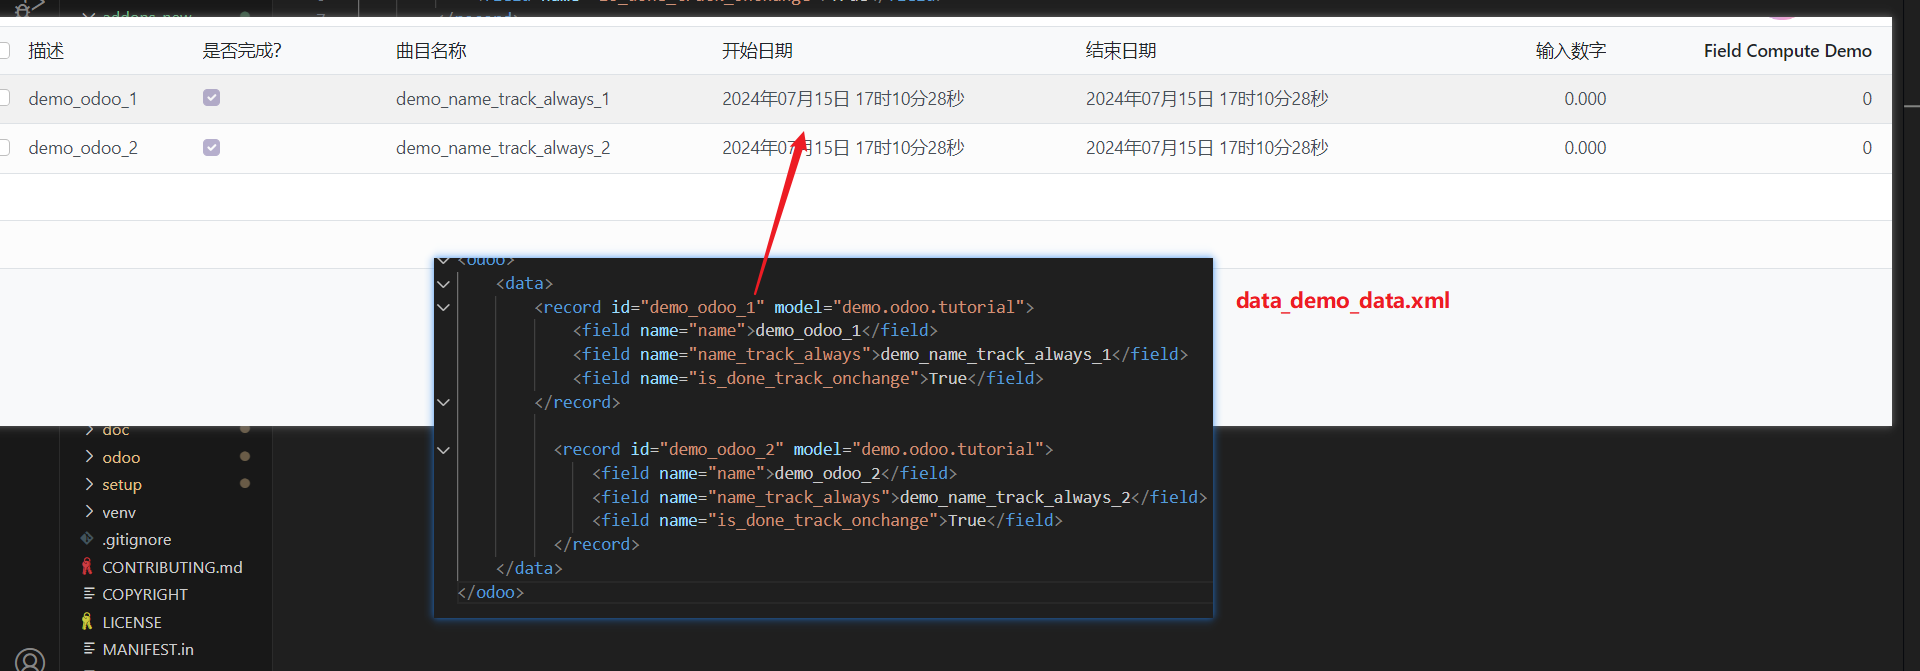 addons_new
描述 是否完成? 曲目名称 开始日期 结束日期 输入数字 Field Compute Demo
demo_odoo_1 demo_name_track_always_1 2024年07月15日 17时10分28秒 2024年07月15日 17时10分28秒 0.000 0
demo_odoo_2 demo_name_track_always_2 2024年07月15日 17时10分28秒 2024年07月15日 17时10分28秒 0.000 0
<odoo>
<data>
<record id="demo_odoo_1" model="demo.odoo.tutorial">
<field name="name">demo_odoo_1</field>
<field name="name_track_always">demo_name_track_always_1</field>
<field name="is_done_track_onchange">True</field>
</record>
<record id="demo_odoo_2" model="demo.odoo.tutorial">
<field name="name">demo_odoo_2</field>
<field name="name_track_always">demo_name_track_always_2</field>
<field name="is_done_track_onchange">True</field>
</record>
</data>
</odoo>
data_demo_data.xml
doc
odoo
setup
venv
.gitignore
CONTRIBUTING.md
COPYRIGHT
LICENSE
MANIFEST.in